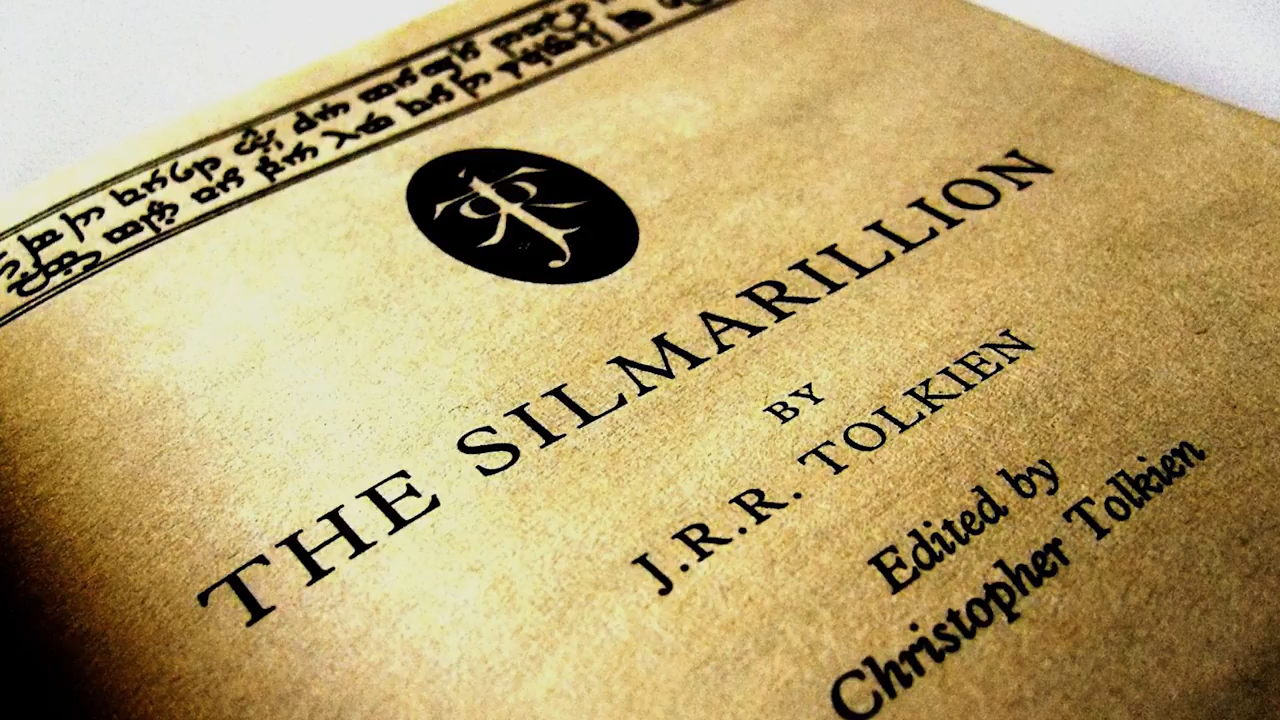 THE SILMARILLION
BY
J.R.R. TOLKIEN
Edited by
Christopher Tolkien